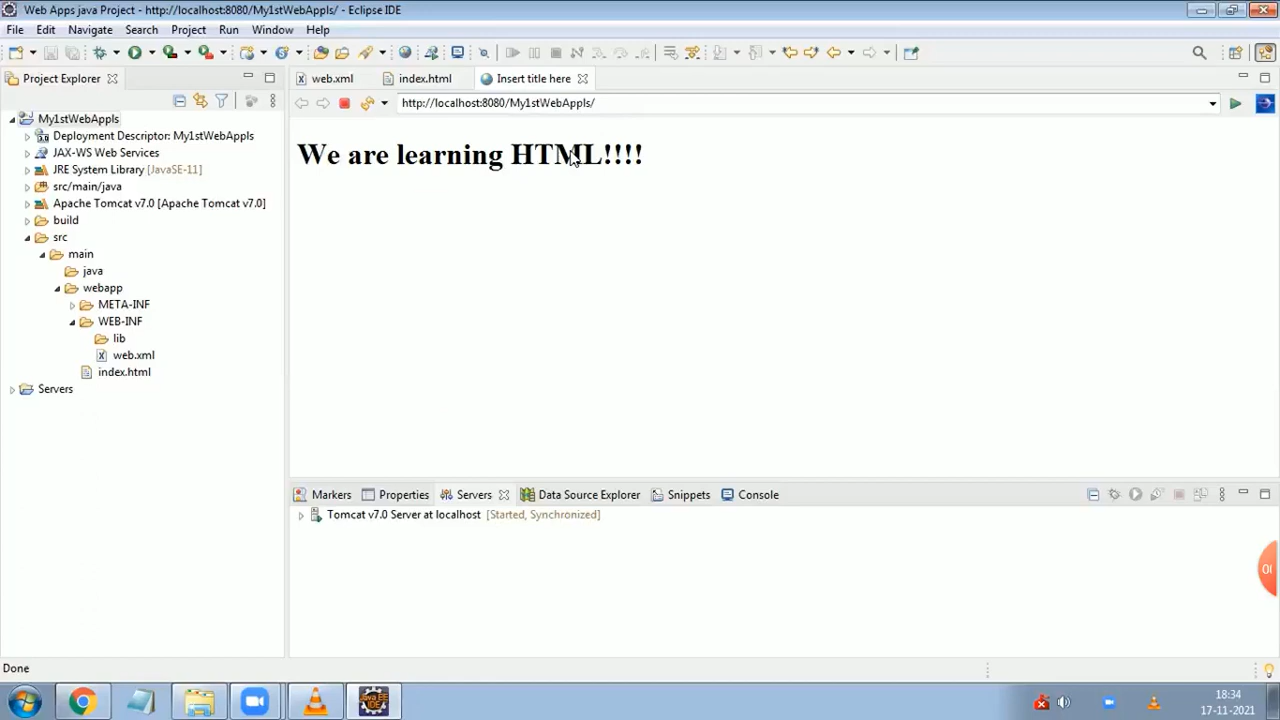 Web Apps java Project - http://localhost:8080/My1stWebAppls/ - Eclipse IDE
File Edit Navigate Search Project Run Window Help
Project Explorer
web.xml index.html Insert title here
http://localhost:8080/My1stWebAppls/
My1stWebAppls
Deployment Descriptor: My1stWebAppls
JAX-WS Web Services
JRE System Library [JavaSE-11]
src/main/java
Apache Tomcat v7.0 [Apache Tomcat v7.0]
build
src
main
java
webapp
META-INF
WEB-INF
lib
web.xml
index.html
Servers
We are learning HTML!!!!
Markers Properties Servers Data Source Explorer Snippets Console
Tomcat v7.0 Server at localhost [Started, Synchronized]
Done
Java EE
IDE
18:34
17-11-2021